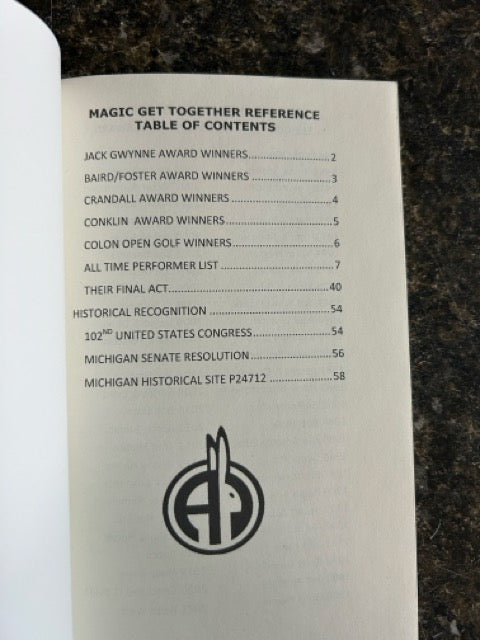 MAGIC GET TOGETHER REFERENCE
TABLE OF CONTENTS
JACK GWYNNE AWARD WINNERS..............................2
BAIRD/FOSTER AWARD WINNERS ..............................3
CRANDALL AWARD WINNERS ......................................4
CONKLIN  AWARD WINNERS.......................................5
COLON OPEN GOLF WINNERS.....................................6
ALL TIME PERFORMER LIST ..........................................7
THEIR FINAL ACT...........................................................40
HISTORICAL RECOGNITION ............................................54
102ND UNITED STATES CONGRESS............................54
MICHIGAN SENATE RESOLUTION..............................56
MICHIGAN HISTORICAL SITE P24712 .......................58